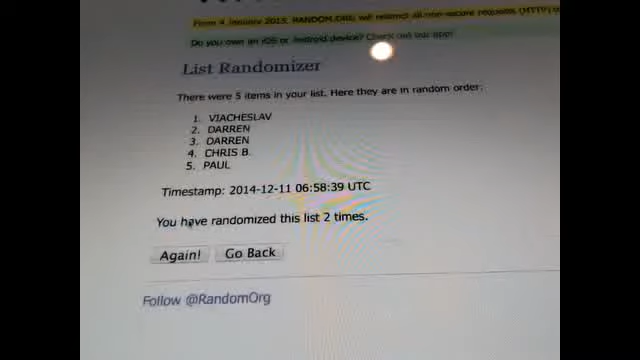 From 4 January 2015, RANDOM.ORG will redirect all non-secure requests (HTTP) to
Do you own an iOS or Android device? Check out our app!
List Randomizer
There were 5 items in your list. Here they are in random order:
1. VIACHESLAV
2. DARREN
3. DARREN
4. CHRIS B.
5. PAUL
Timestamp: 2014-12-11 06:58:39 UTC
You have randomized this list 2 times.
Again! Go Back
Follow @RandomOrg